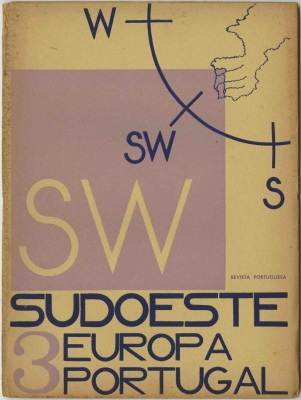 W
SW
S
SW
REVISTA PORTUGUESA
SUDOESTE
3 EUROPA
PORTUGAL